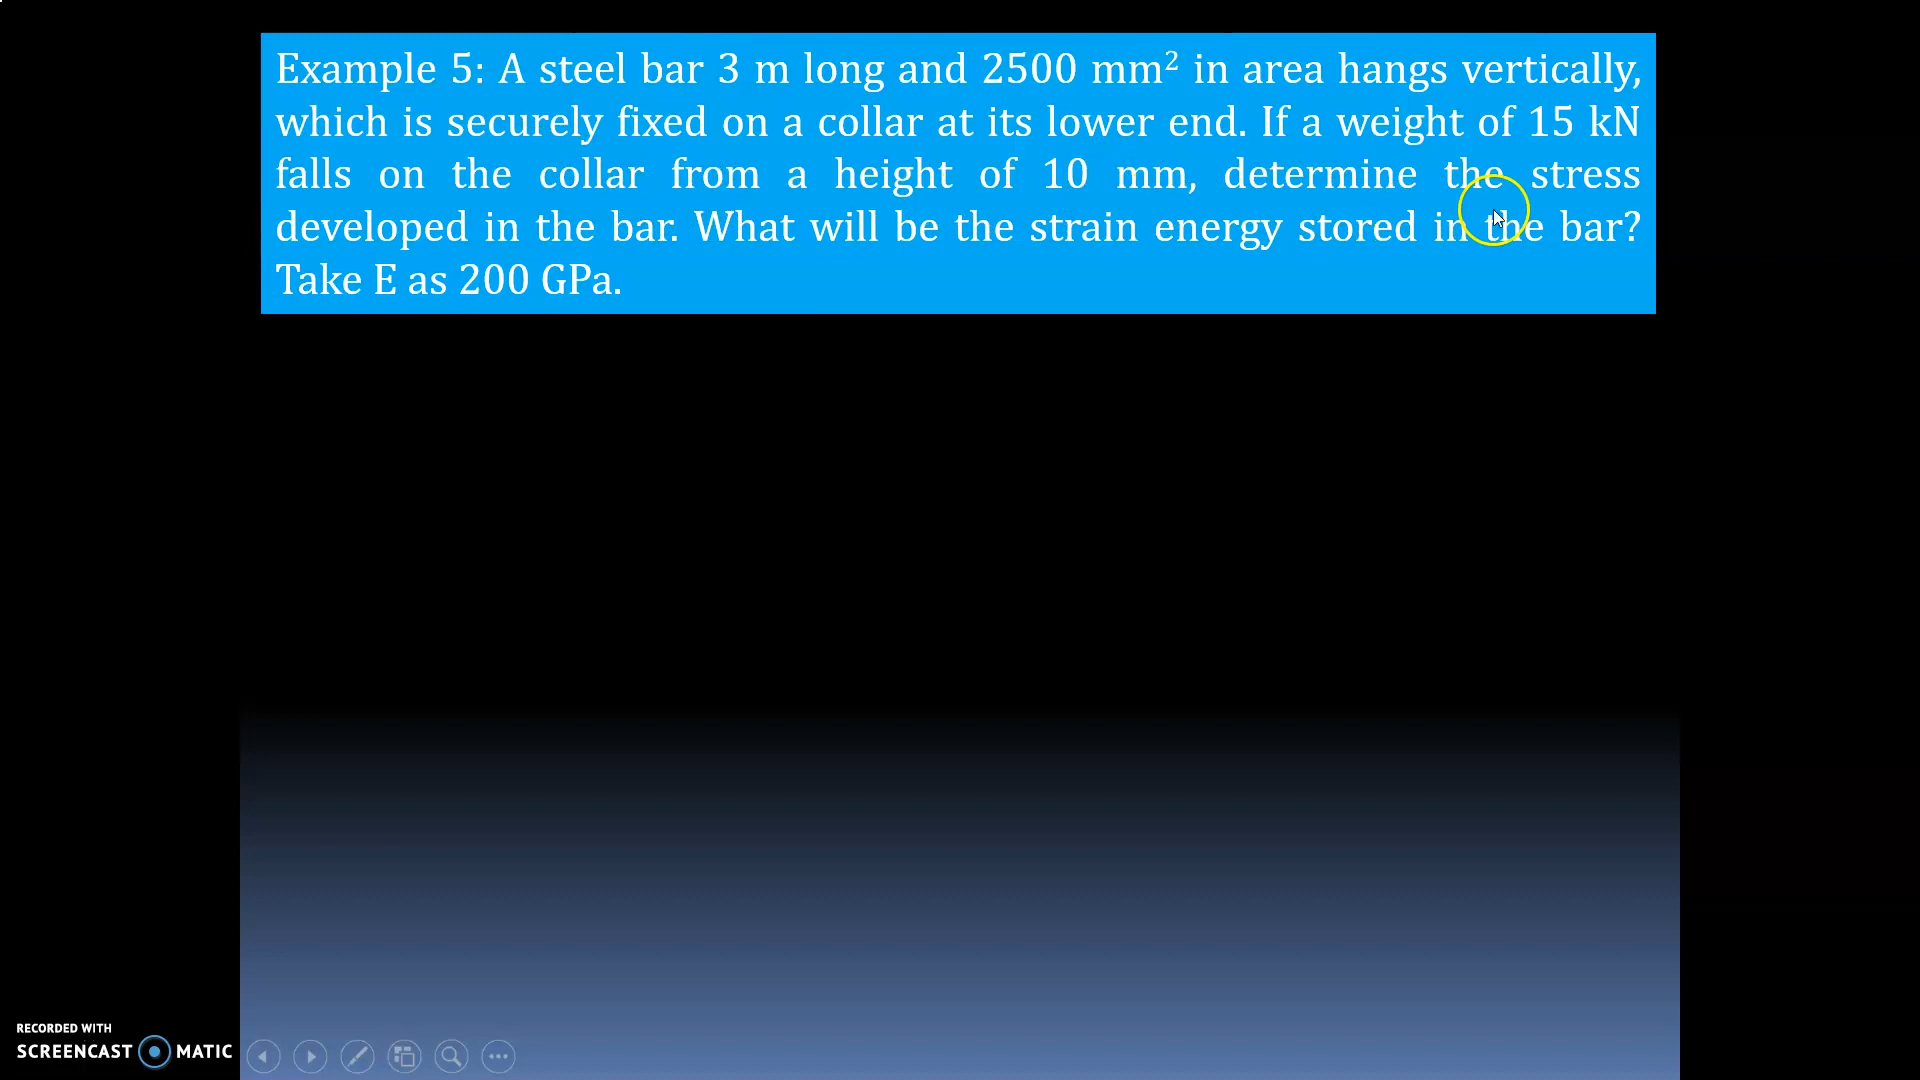 Example 5: A steel bar 3 m long and 2500 mm² in area hangs vertically,
which is securely fixed on a collar at its lower end. If a weight of 15 kN
falls on the collar from a height of 10 mm, determine the stress
developed in the bar. What will be the strain energy stored in the bar?
Take E as 200 GPa.
RECORDED WITH
SCREENCAST MATIC